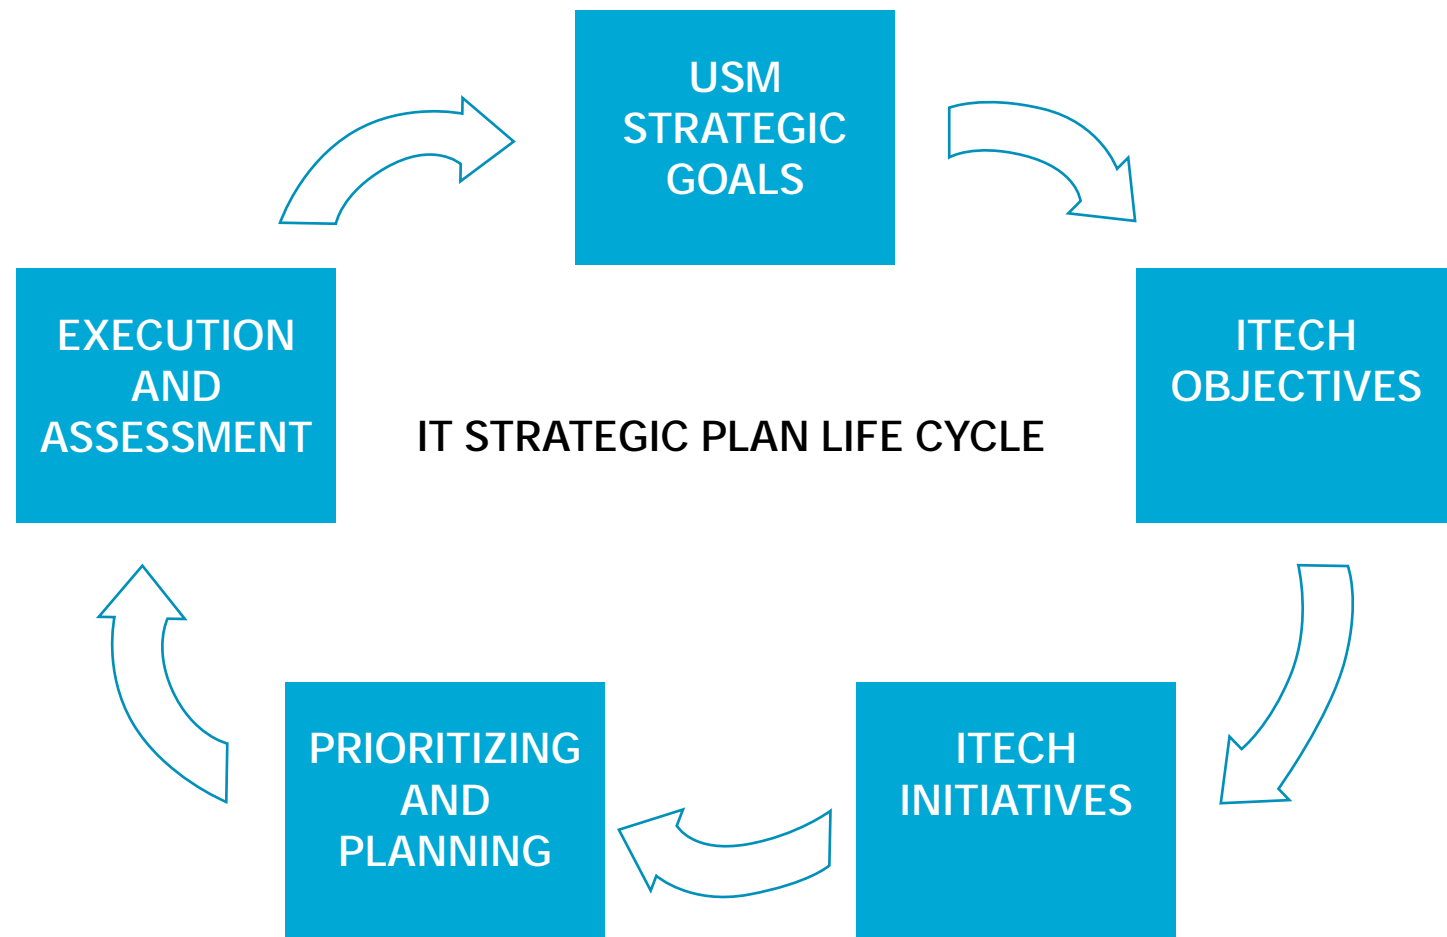 USM
STRATEGIC
GOALS
EXECUTION
AND
ASSESSMENT
ITECH
OBJECTIVES
IT STRATEGIC PLAN LIFE CYCLE
PRIORITIZING
AND
PLANNING
ITECH
INITIATIVES